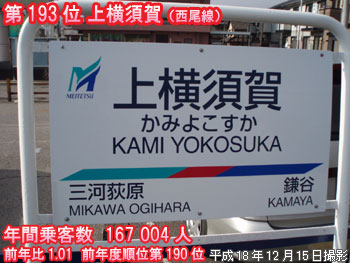 第193位 上横須賀（西尾線）
MEITETSU
上横須賀
かみよこすか
KAMI YOKOSUKA
三河荻原
MIKAWA OGIHARA
鎌谷
KAMAYA
年間乗客数 167,004人
前年比1.01 前年度順位第190位 平成18年12月15日撮影